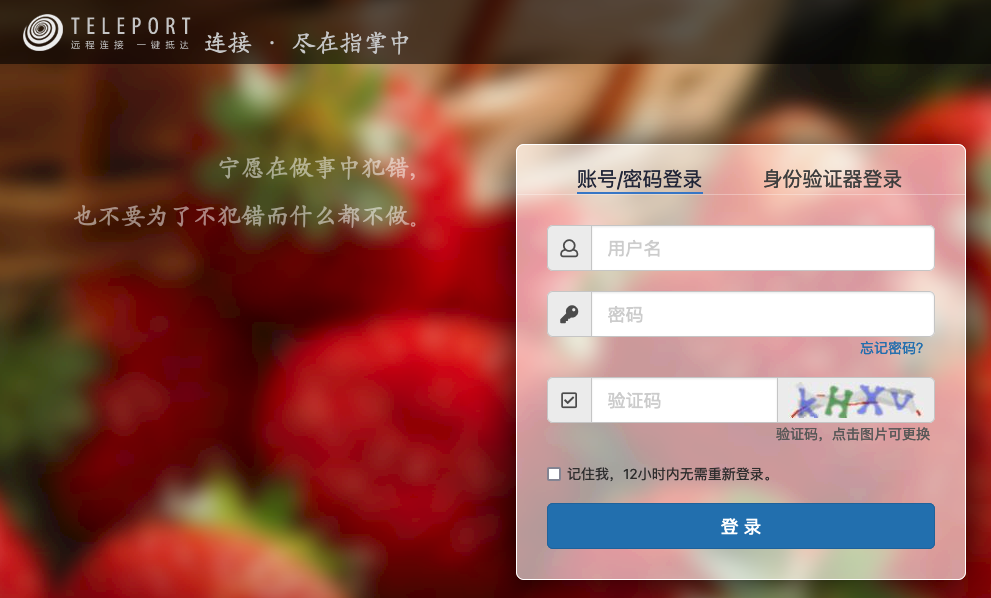 TELEPORT
远程连接 一键抵达
连接 · 尽在指掌中
宁愿在做事中犯错,
也不要为了不犯错而什么都不做。
账号/密码登录 身份验证器登录
用户名
密码
忘记密码?
验证码 kHXV
验证码，点击图片可更换
记住我，12小时内无需重新登录。
登 录